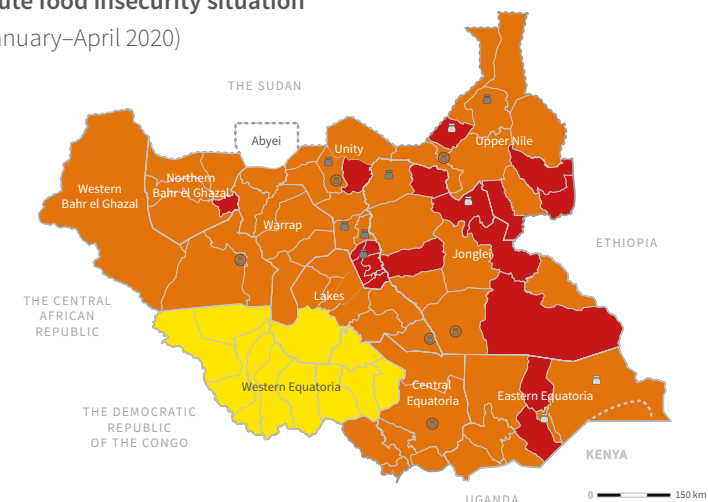 ute food insecurity situation
anuary–April 2020)
THE SUDAN
Abyei
Unity
Upper Nile
Northern
Bahr el Ghazal
Western
Bahr el Ghazal
Warrap
ETHIOPIA
Jonglei
Lakes
THE CENTRAL
AFRICAN
REPUBLIC
Western Equatoria
Central
Equatoria
Eastern Equatoria
THE DEMOCRATIC
REPUBLIC
OF THE CONGO
KENYA
UGANDA
0
150 km